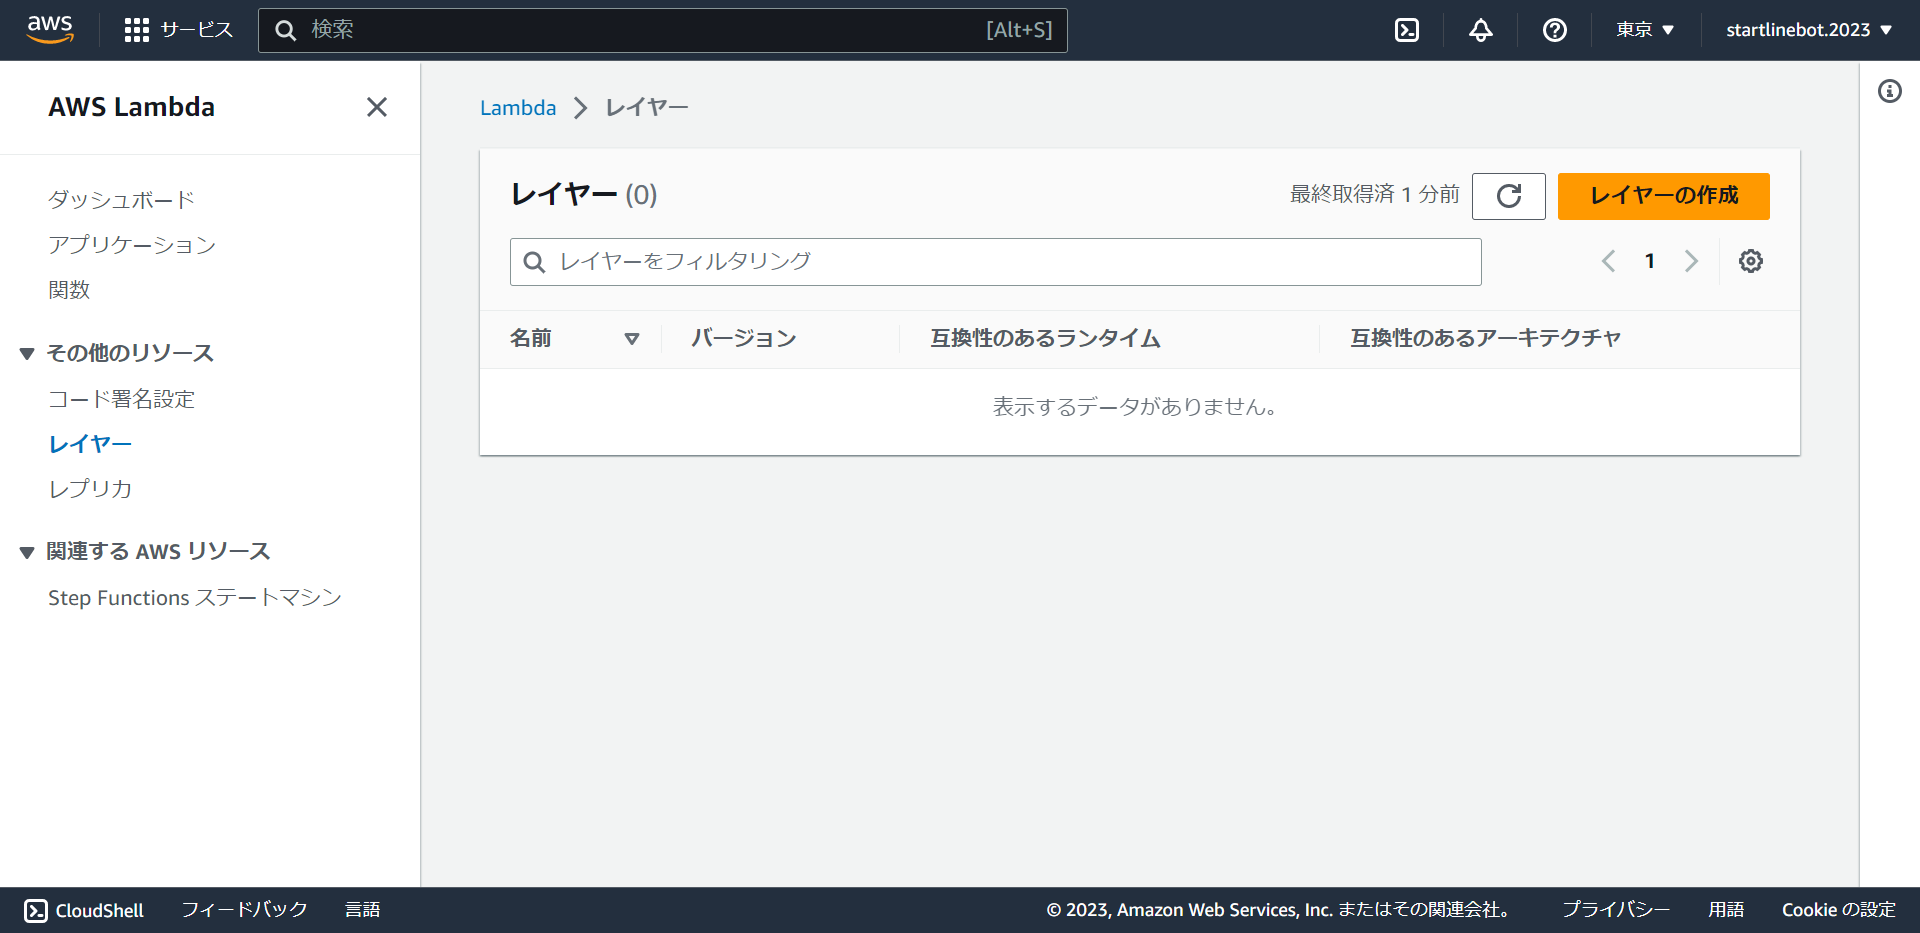 aws
サービス
検索
[Alt+S]
東京
startlinebot.2023
AWS Lambda
ダッシュボード
アプリケーション
関数
その他のリソース
コード署名設定
レイヤー
レプリカ
関連する AWS リソース
Step Functions ステートマシン
Lambda
レイヤー
レイヤー (0)
最終取得済 1 分前
レイヤーの作成
レイヤーをフィルタリング
1
名前
バージョン
互換性のあるランタイム
互換性のあるアーキテクチャ
表示するデータがありません。
CloudShell
フィードバック
言語
© 2023, Amazon Web Services, Inc. またはその関連会社。
プライバシー
用語
Cookie の設定